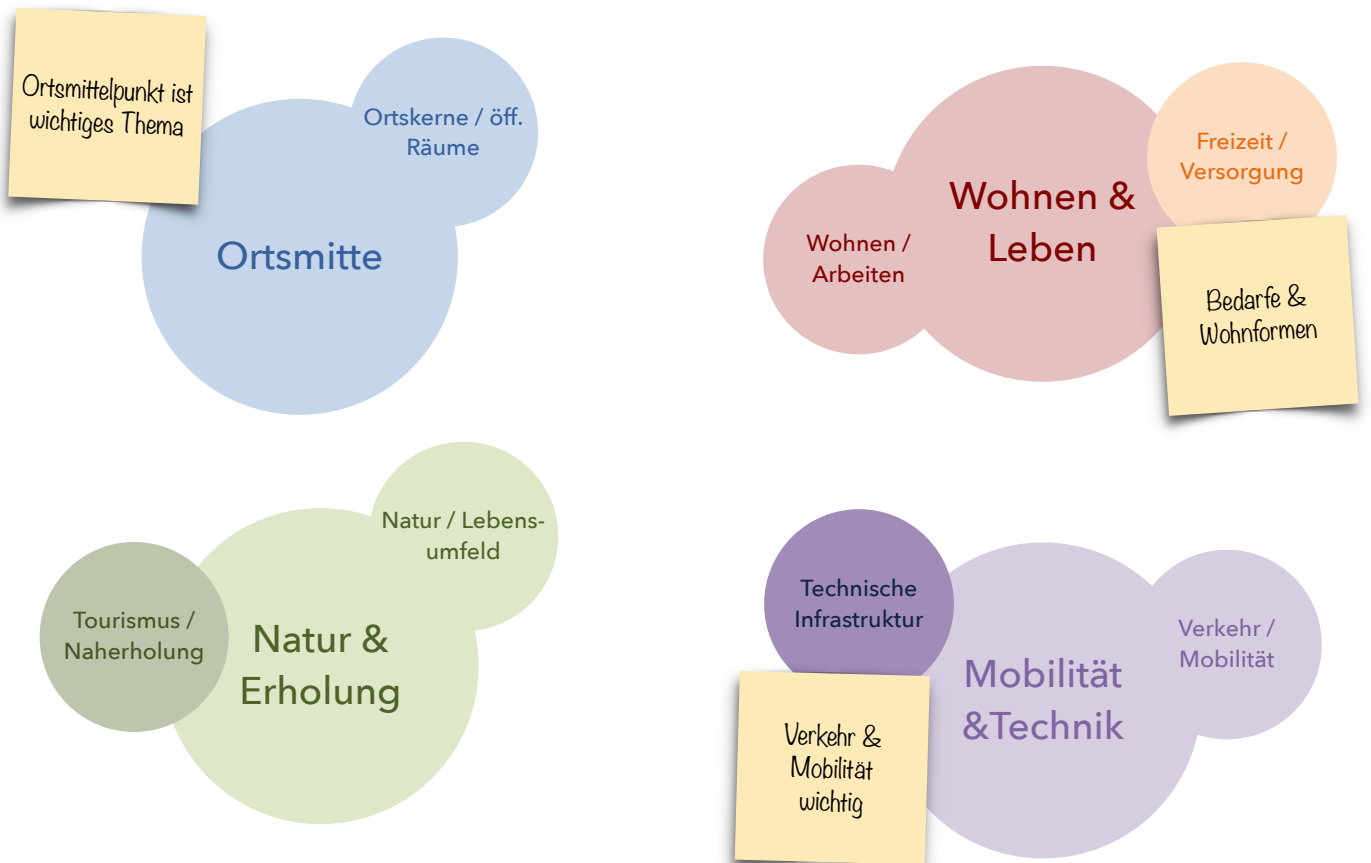 Ortsmittelpunkt ist
wichtiges Thema
Ortskerne / öff.
Räume
Ortsmitte
Freizeit /
Versorgung
Wohnen &
Leben
Wohnen /
Arbeiten
Bedarfe &
Wohnformen
Natur / Lebens-
umfeld
Tourismus /
Naherholung
Natur &
Erholung
Technische
Infrastruktur
Verkehr /
Mobilität
Mobilität
&Technik
Verkehr &
Mobilität
wichtig